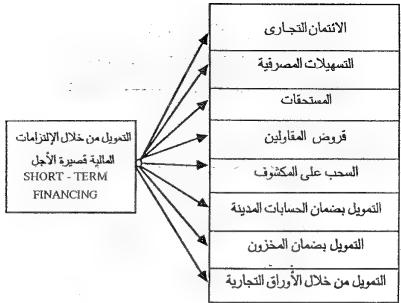 الائتمان التجارى
التسهيلات المصرفية
المستحقات
قروض المقاولين
السحب على المكشوف
التمويل بضمان الحسابات المدينة
التمويل بضمان المخزون
التمويل من خلال الأوراق التجارية
التمويل من خلال الإلتزامات
المالية قصيرة الأجل
SHORT - TERM
FINANCING